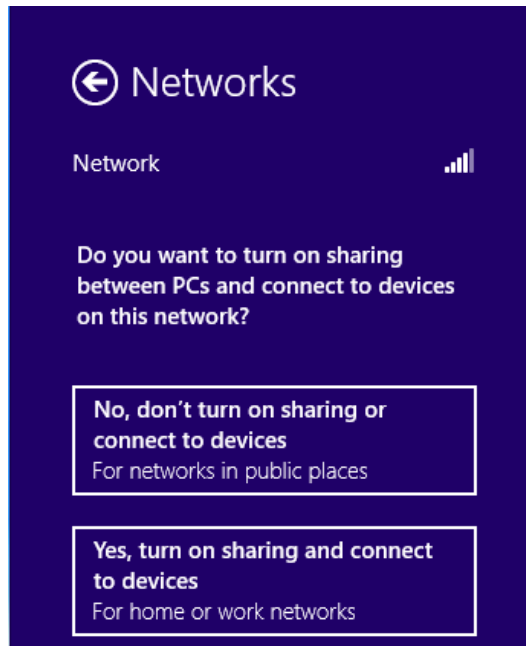 Networks
Network
Do you want to turn on sharing
between PCs and connect to devices
on this network?
No, don't turn on sharing or
connect to devices
For networks in public places
Yes, turn on sharing and connect
to devices
For home or work networks